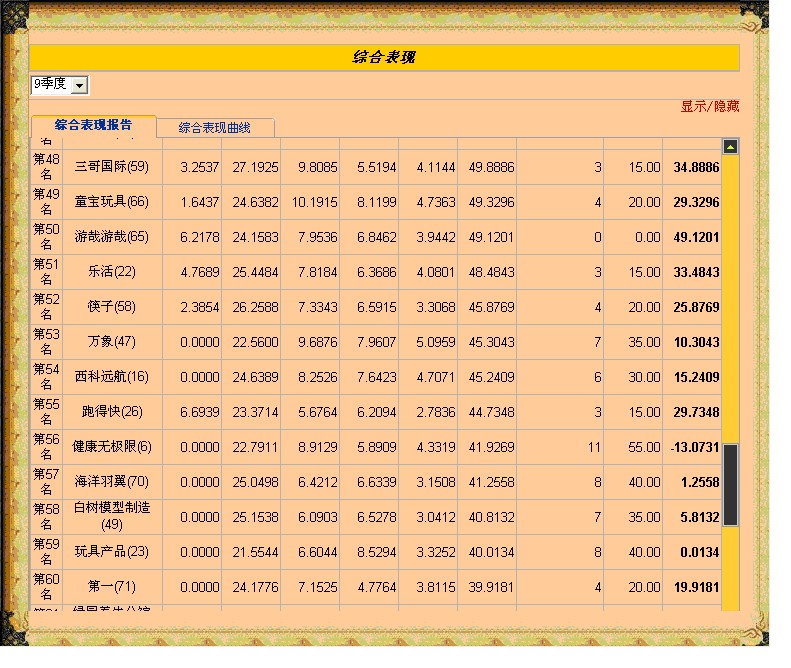 综合表现
9季度
显示/隐藏
综合表现报告 综合表现曲线
名
第48名 三哥国际(59) 3.2537 27.1925 9.8085 5.5194 4.1144 49.8886 3 15.00 34.8886
第49名 童宝玩具(66) 1.6437 24.6382 10.1915 8.1199 4.7363 49.3296 4 20.00 29.3296
第50名 游哉游哉(65) 6.2178 24.1583 7.9536 6.8462 3.9442 49.1201 0 0.00 49.1201
第51名 乐活(22) 4.7689 25.4484 7.8184 6.3686 4.0801 48.4843 3 15.00 33.4843
第52名 筷子(58) 2.3854 26.2588 7.3343 6.5915 3.3068 45.8769 4 20.00 25.8769
第53名 万象(47) 0.0000 22.5600 9.6876 7.9607 5.0959 45.3043 7 35.00 10.3043
第54名 西科远航(16) 0.0000 24.6389 8.2526 7.6423 4.7071 45.2409 6 30.00 15.2409
第55名 跑得快(26) 6.6939 23.3714 5.6764 6.2094 2.7836 44.7348 3 15.00 29.7348
第56名 健康无极限(6) 0.0000 22.7911 8.9129 5.8909 4.3319 41.9269 11 55.00 -13.0731
第57名 海洋羽翼(70) 0.0000 25.0498 6.4212 6.6339 3.1508 41.2558 8 40.00 1.2558
第58名 白树模型制造(49) 0.0000 25.1538 6.0903 6.5278 3.0412 40.8132 7 35.00 5.8132
第59名 玩具产品(23) 0.0000 21.5544 6.6044 8.5294 3.3252 40.0134 8 40.00 0.0134
第60名 第一(71) 0.0000 24.1776 7.1525 4.7764 3.8115 39.9181 4 20.00 19.9181